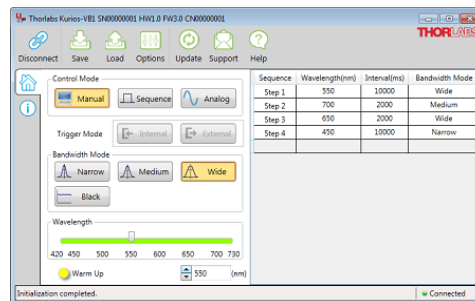 Thorlabs Kurios-VB1 SN00000001 HW1.0 FW3.0 CN00000001
THORLABS
Disconnect Save Load Options Update Support Help
Control Mode
Manual Sequence Analog
Trigger Mode Internal External
Bandwidth Mode
Narrow Medium Wide
Black
Wavelength
420 450 500 550 600 650 700 730
Warm Up 550 (nm)
Sequence Wavelength(nm) Interval(ms) Bandwidth Mode
Step 1 550 10000 Wide
Step 2 700 2000 Medium
Step 3 650 2000 Wide
Step 4 450 10000 Narrow
Initialization completed. Connected